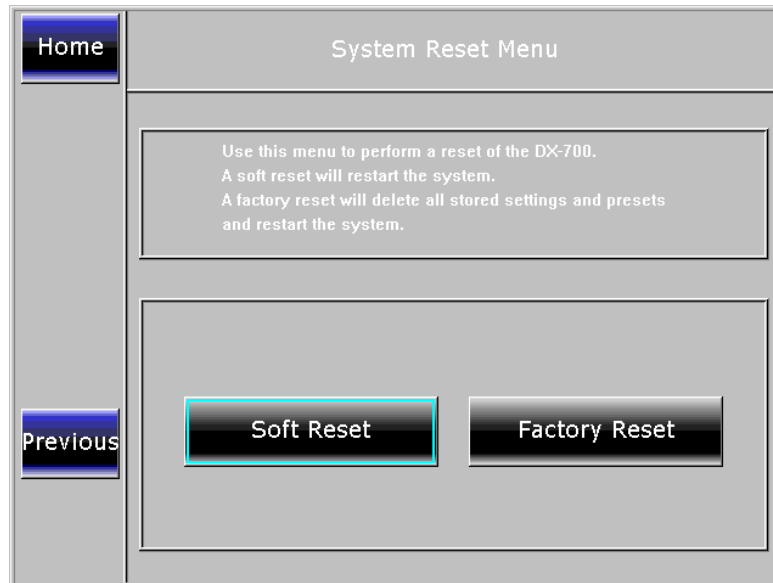 Home
System Reset Menu
Use this menu to perform a reset of the DX-700.
A soft reset will restart the system.
A factory reset will delete all stored settings and presets
and restart the system.
Soft Reset
Factory Reset
Previous